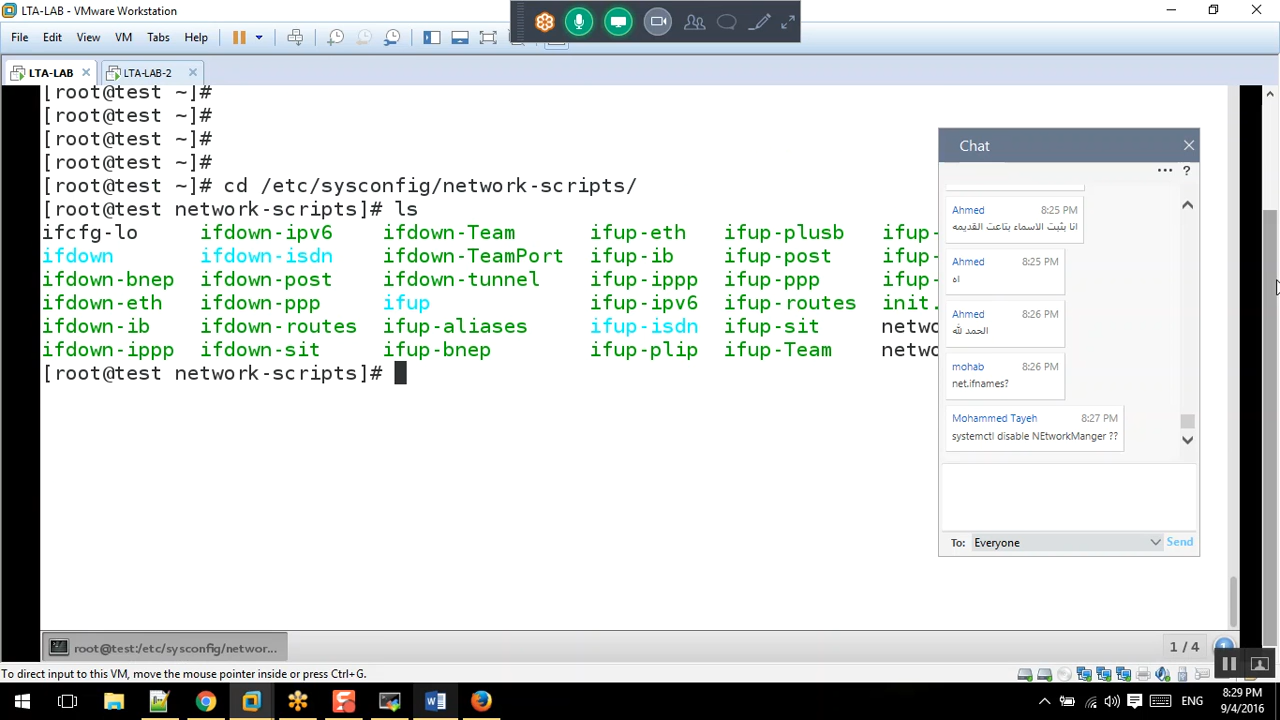 LTA-LAB - VMware Workstation
File Edit View VM Tabs Help
LTA-LAB LTA-LAB-2
[root@test ~]#
[root@test ~]#
[root@test ~]#
[root@test ~]#
[root@test ~]# cd /etc/sysconfig/network-scripts/
[root@test network-scripts]# ls
ifcfg-lo ifdown-ipv6 ifdown-Team ifup-eth ifup-plusb ifup-
ifdown ifdown-isdn ifdown-TeamPort ifup-ib ifup-post ifup-
ifdown-bnep ifdown-post ifdown-tunnel ifup-ippp ifup-ppp ifup-
ifdown-eth ifdown-ppp ifup ifup-ipv6 ifup-routes init.
ifdown-ib ifdown-routes ifup-aliases ifup-isdn ifup-sit netwo
ifdown-ippp ifdown-sit ifup-bnep ifup-plip ifup-Team netwo
[root@test network-scripts]#
Chat
... ?
Ahmed 8:25 PM
انا بثبت الاسماء بتاعت القديمه
Ahmed 8:25 PM
اه
Ahmed 8:26 PM
الحمد لله
mohab 8:26 PM
net.ifnames?
Mohammed Tayeh 8:27 PM
systemctl disable NEtworkManger ??
To: Everyone Send
root@test:/etc/sysconfig/networ...
1 / 4
To direct input to this VM, move the mouse pointer inside or press Ctrl+G.
ENG
8:29 PM
9/4/2016